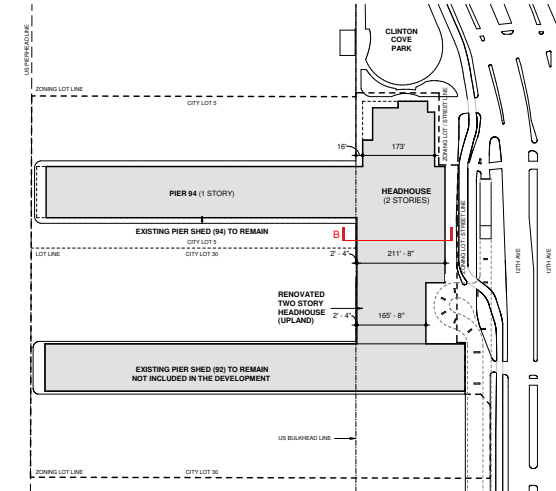 CLINTON
COVE
PARK
US PIERHEAD LINE
ZONING LOT LINE
CITY LOT 5
ZONING LOT / STREET LINE
16'
173'
PIER 94 (1 STORY)
HEADHOUSE
(2 STORIES)
EXISTING PIER SHED (94) TO REMAIN
B
CITY LOT 5
LOT LINE
CITY LOT 30
2' - 4"
211' - 8"
ZONING LOT / STREET LINE
12TH AVE
12TH AVE
RENOVATED
TWO STORY
HEADHOUSE
(UPLAND)
2' - 4"
165' - 8"
EXISTING PIER SHED (92) TO REMAIN
NOT INCLUDED IN THE DEVELOPMENT
US BULKHEAD LINE
ZONING LOT LINE
CITY LOT 30